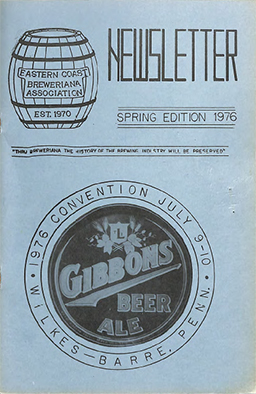 EASTERN COAST
BREWERIANA
ASSOCIATION
EST. 1970
NEWSLETTER
SPRING EDITION 1976
"THRU BREWERIANA THE HISTORY OF THE BREWING INDUSTRY WILL BE PRESERVED"
1976 CONVENTION JULY 9-10
L
GIBBONS
BEER
ALE
WILKES-BARRE, PENN.